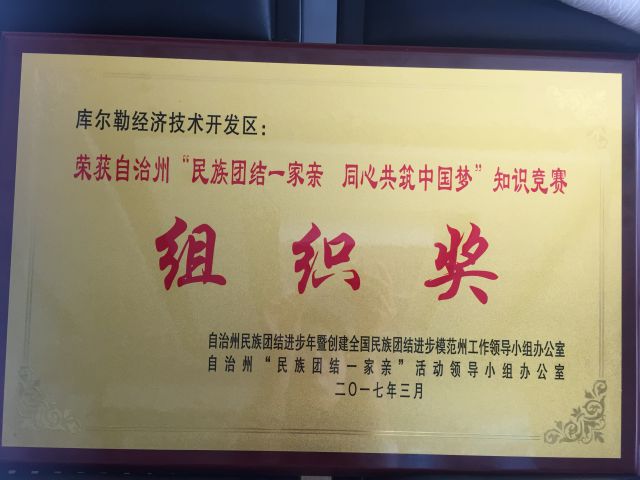 库尔勒经济技术开发区：
荣获自治州“民族团结一家亲 同心共筑中国梦”知识竞赛
组织奖
自治州民族团结进步年暨创建全国民族团结进步模范州工作领导小组办公室
自治州“民族团结一家亲”活动领导小组办公室
二〇一七年三月